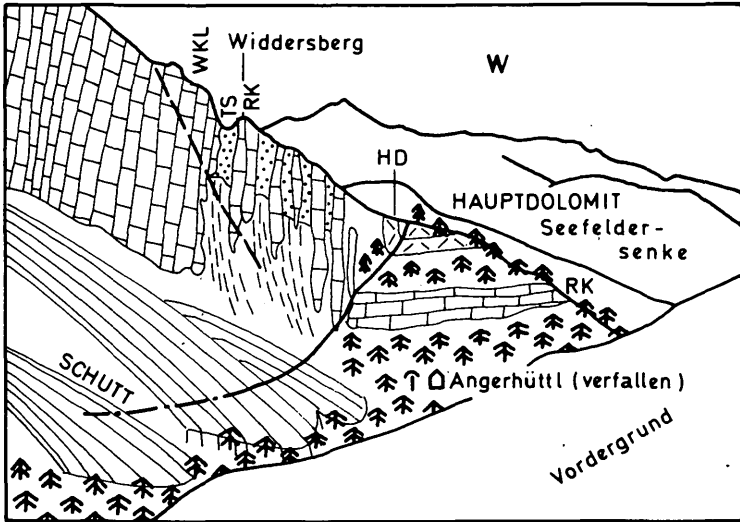 WKL
Widdersberg
TS
RK
W
HD
HAUPTDOLOMIT
Seefelder-
senke
RK
SCHUTT
Angerhüttl (verfallen)
Vordergrund